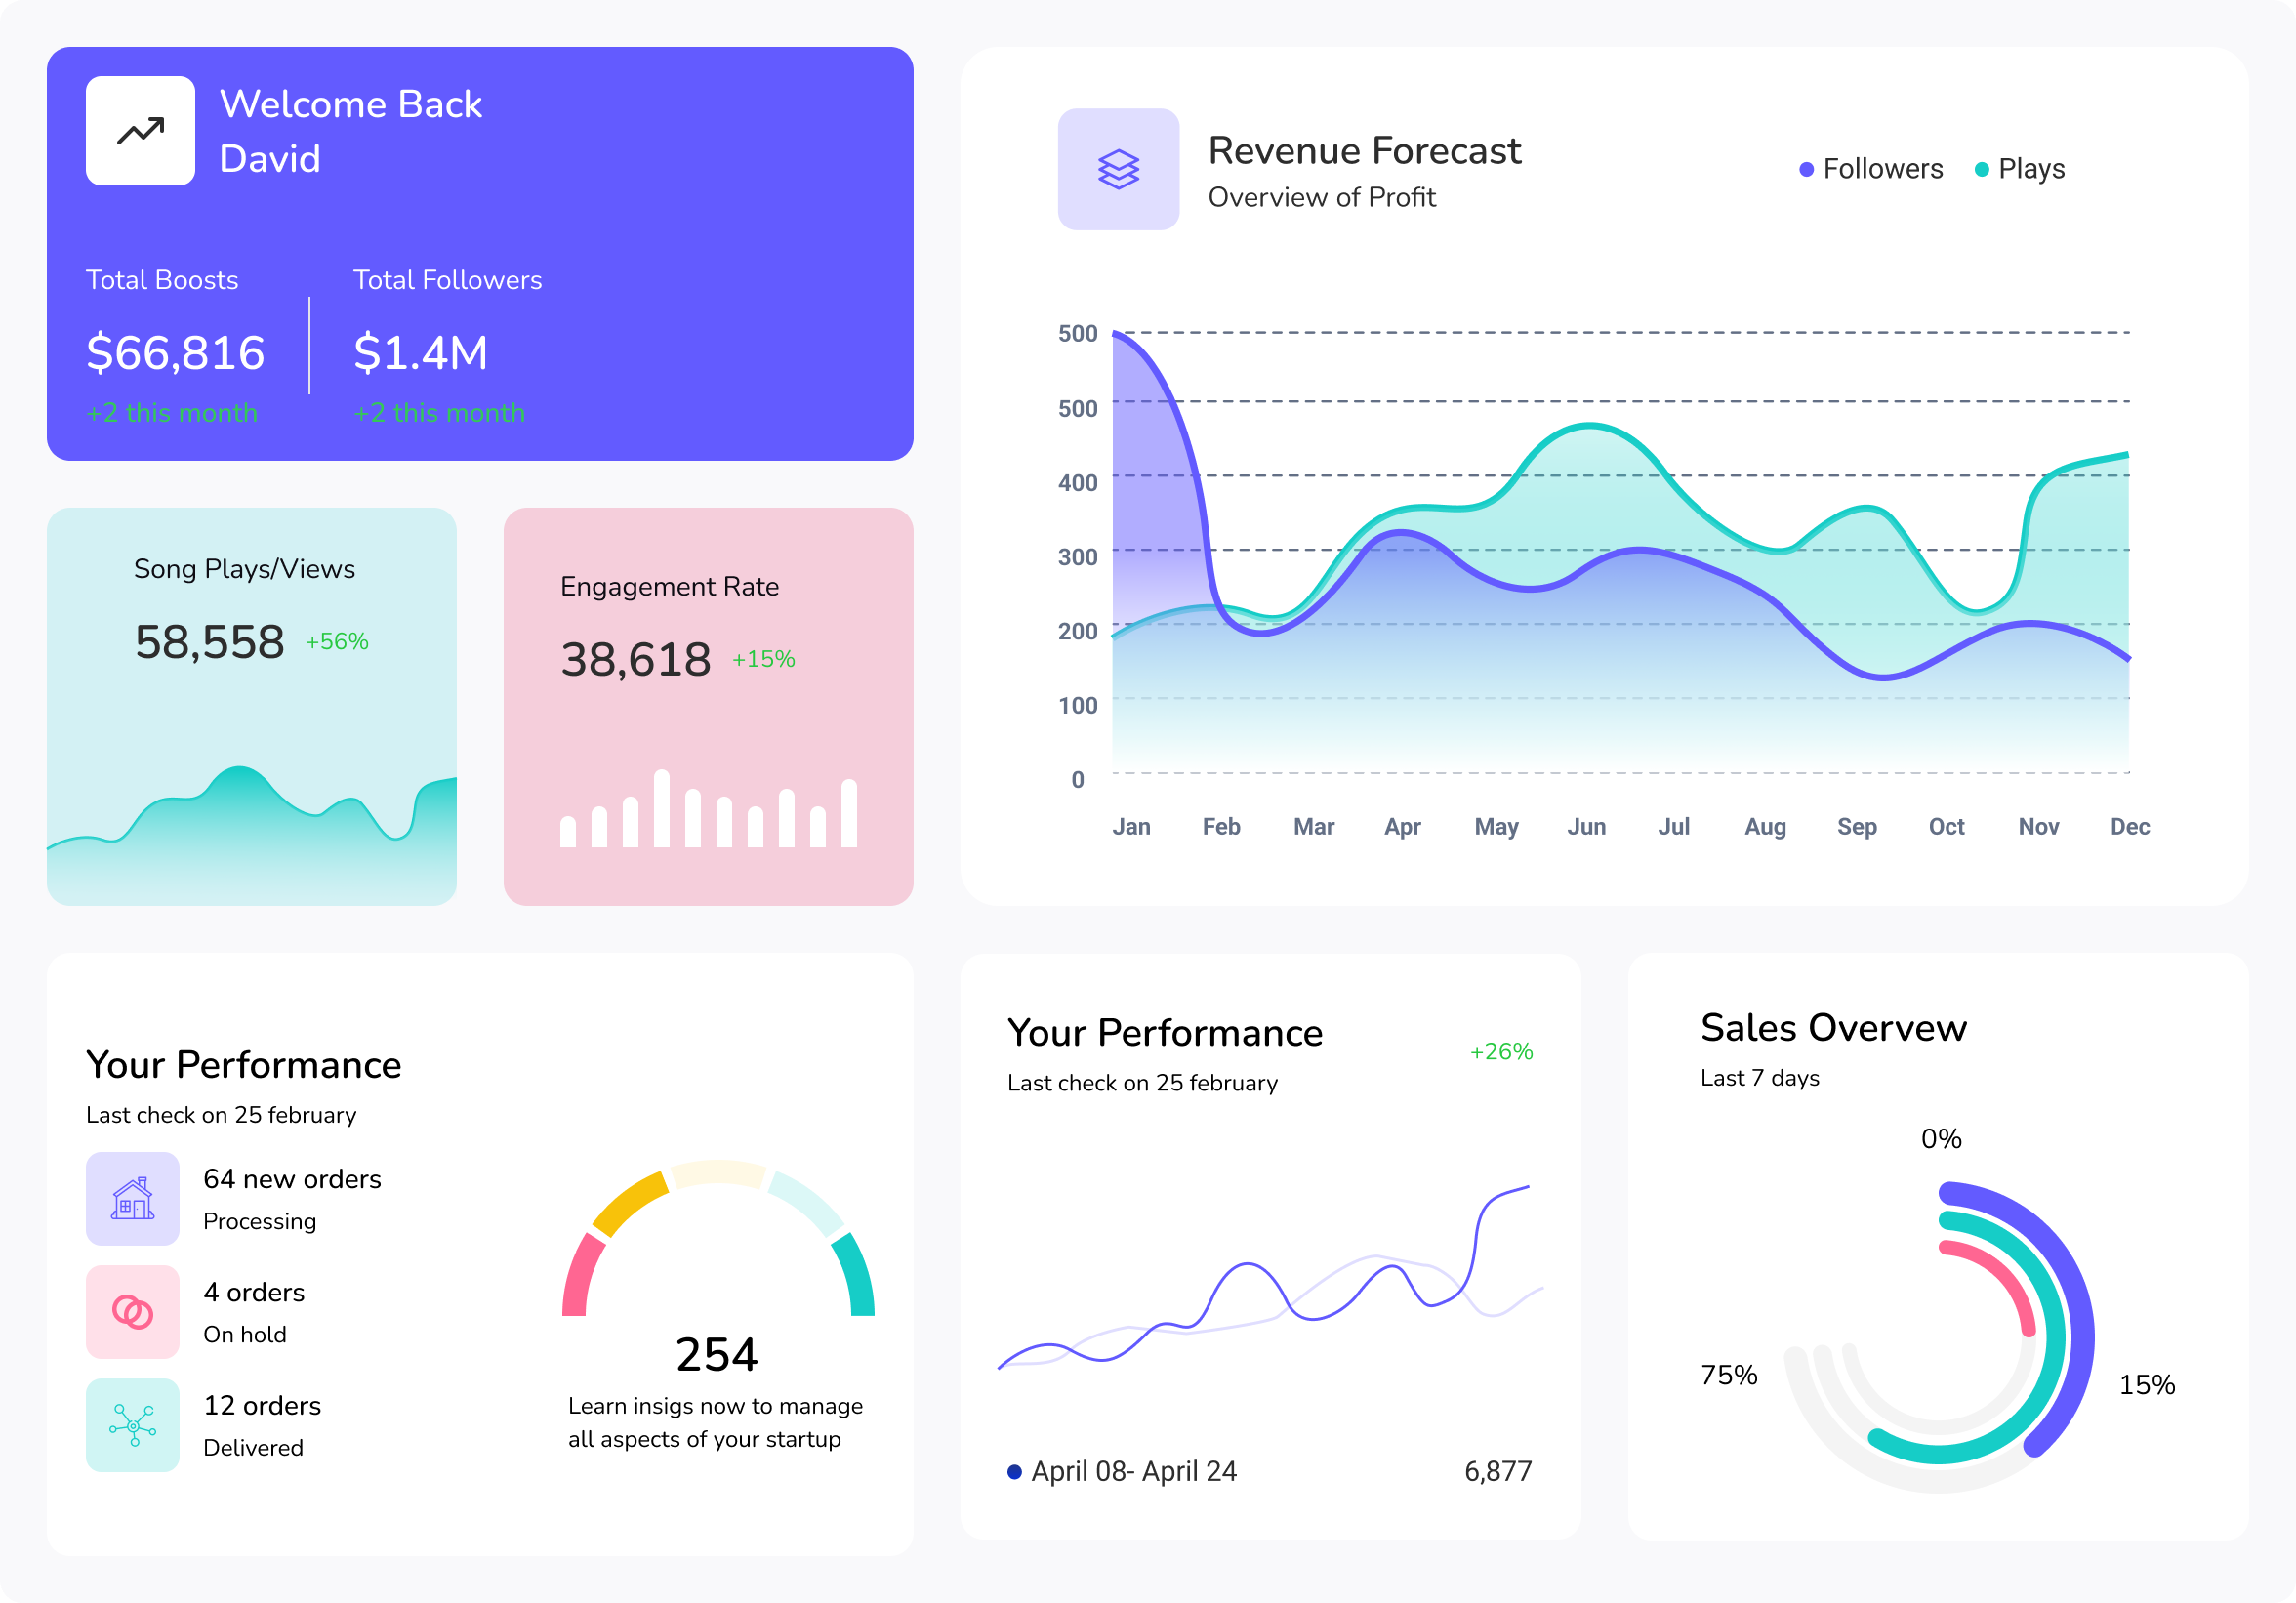 Welcome Back
David
Total Boosts
$66,816
+2 this month
Total Followers
$1.4M
+2 this month
Revenue Forecast
Overview of Profit
Followers
Plays
500
500
400
300
200
100
0
Jan Feb Mar Apr May Jun Jul Aug Sep Oct Nov Dec
Song Plays/Views
58,558 +56%
Engagement Rate
38,618 +15%
Your Performance
Last check on 25 february
64 new orders
Processing
4 orders
On hold
12 orders
Delivered
254
Learn insigs now to manage
all aspects of your startup
Your Performance
+26%
Last check on 25 february
April 08- April 24
6,877
Sales Overvew
Last 7 days
0%
75%
15%